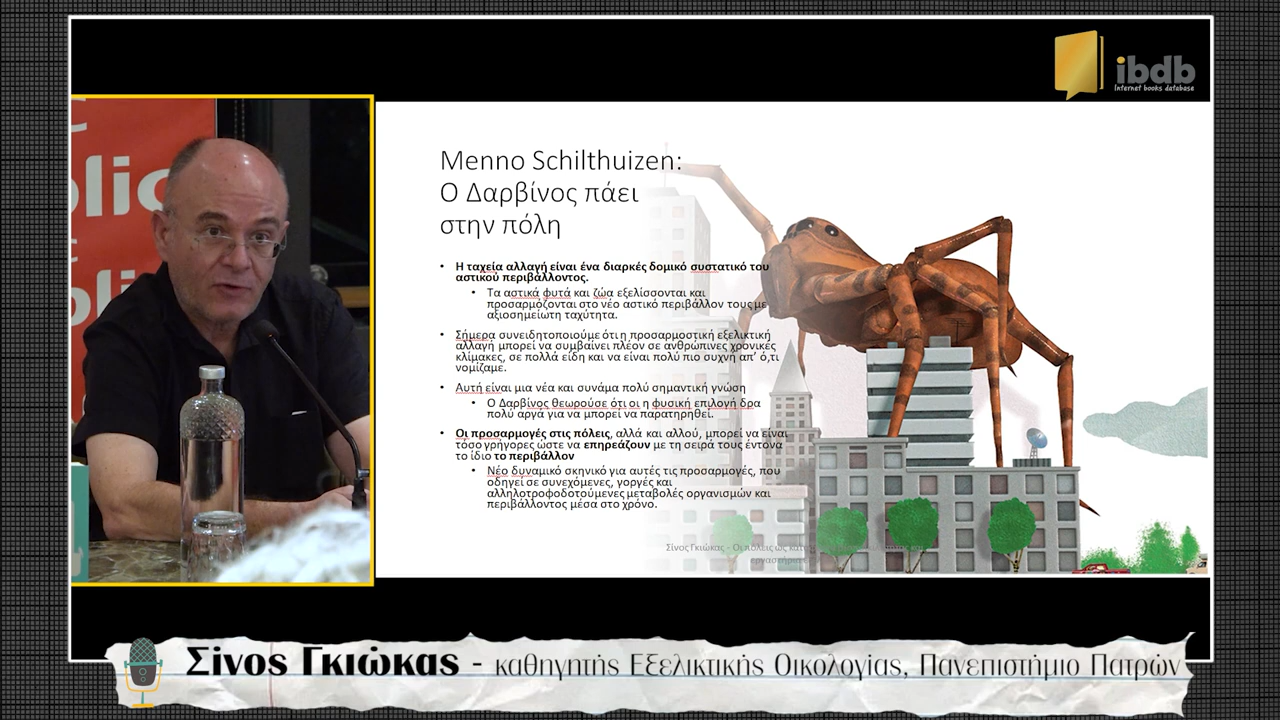 ibdb
Internet books database
blic
Menno Schilthuizen:
Ο Δαρβίνος πάει
στην πόλη
• Η ταχεία αλλαγή είναι ένα διαρκές δομικό συστατικό του
αστικού περιβάλλοντος.
• Τα αστικά φυτά και ζώα εξελίσσονται και
προσαρμόζονται στο νέο αστικό περιβάλλον τους με
αξιοσημείωτη ταχύτητα.
• Σήμερα συνειδητοποιούμε ότι η προσαρμοστική εξελικτική
αλλαγή μπορεί να συμβαίνει πλέον σε ανθρώπινες χρονικές
κλίμακες, σε πολλά είδη και να είναι πολύ πιο συχνή απ’ ό,τι
νομίζαμε.
• Αυτή είναι μια νέα και συνάμα πολύ σημαντική γνώση
• Ο Δαρβίνος θεωρούσε ότι οι η φυσική επιλογή δρα
πολύ αργά για να μπορεί να παρατηρηθεί.
• Οι προσαρμογές στις πόλεις, αλλά και αλλού, μπορεί να είναι
τόσο γρήγορες ώστε να επηρεάζουν με τη σειρά τους έντονα
το ίδιο το περιβάλλον
• Νέο δυναμικό σκηνικό για αυτές τις προσαρμογές, που
οδηγεί σε συνεχόμενες, γοργές και
αλληλοτροφοδοτούμενες μεταβολές οργανισμών και
περιβάλλοντος μέσα στο χρόνο.
Σίνος Γκιώκας - Οι πόλεις ως
Σίνος Γκιώκας - καθηγητής Εξελικτικής Οικολογίας, Πανεπιστήμιο Πατρών